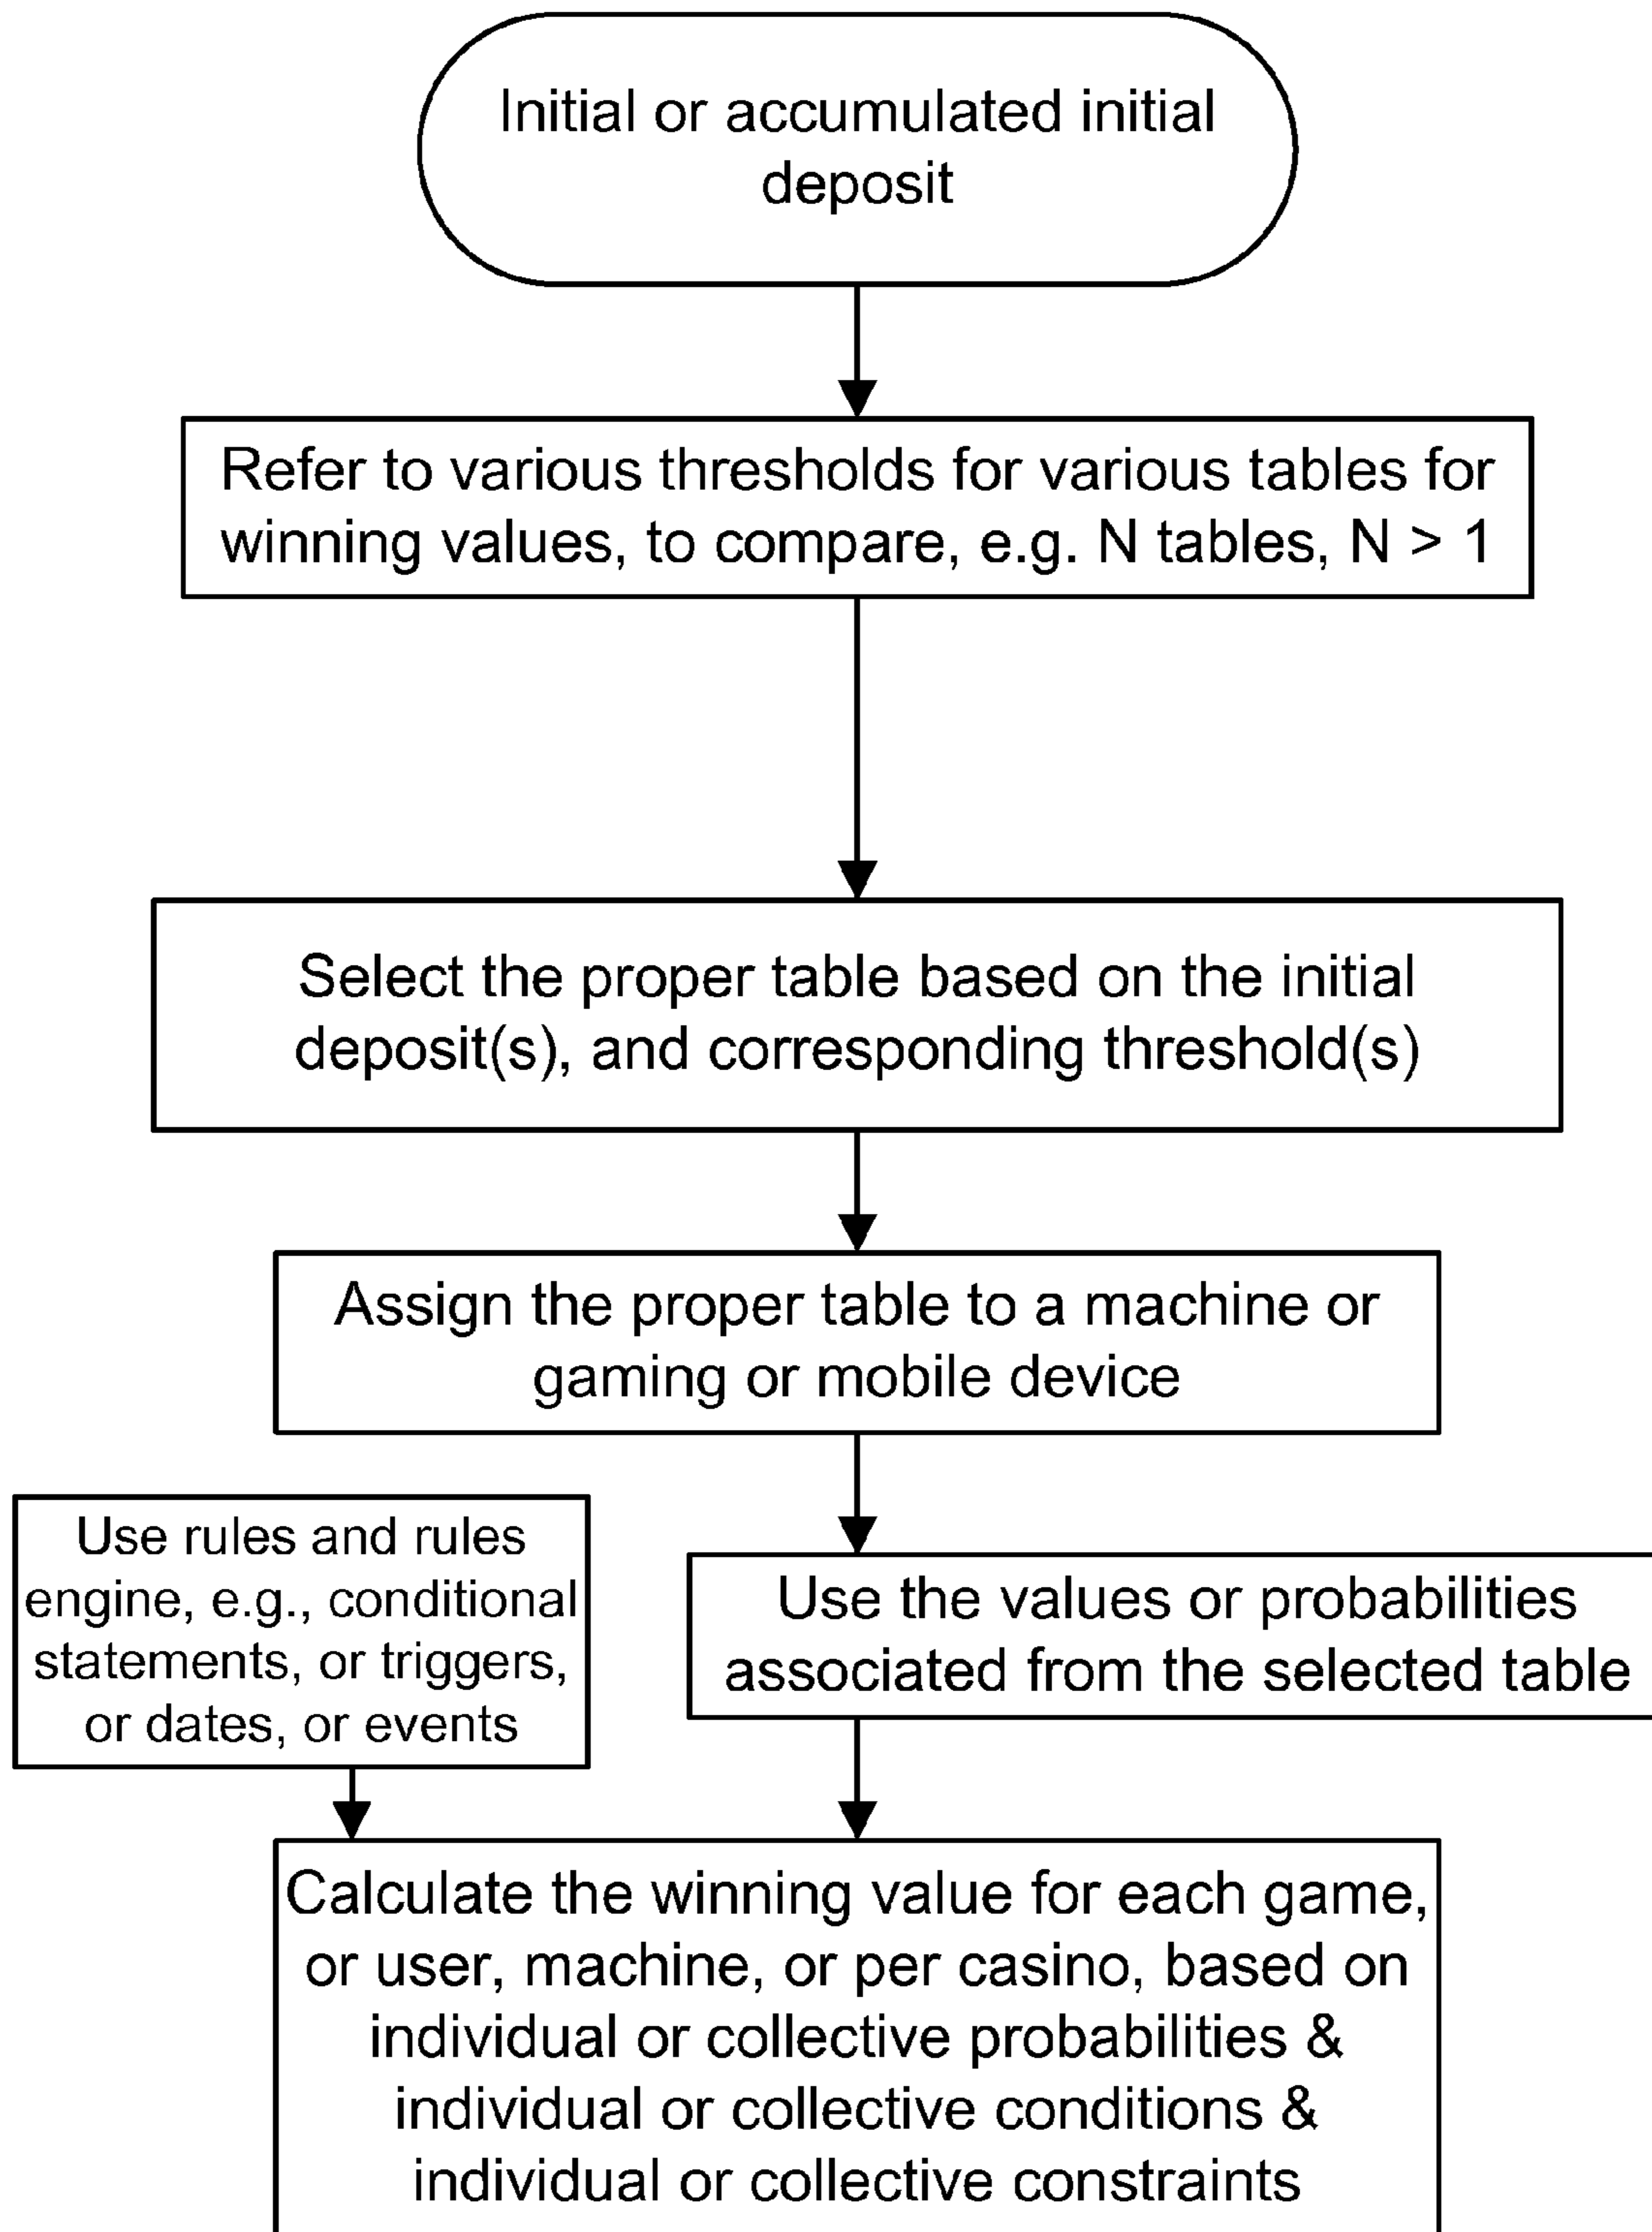 Initial or accumulated initial
deposit
Refer to various thresholds for various tables for
winning values, to compare, e.g. N tables, N > 1
Select the proper table based on the initial
deposit(s), and corresponding threshold(s)
Assign the proper table to a machine or
gaming or mobile device
Use rules and rules
engine, e.g., conditional
statements, or triggers,
or dates, or events
Use the values or probabilities
associated from the selected table
Calculate the winning value for each game,
or user, machine, or per casino, based on
individual or collective probabilities &
individual or collective conditions &
individual or collective constraints